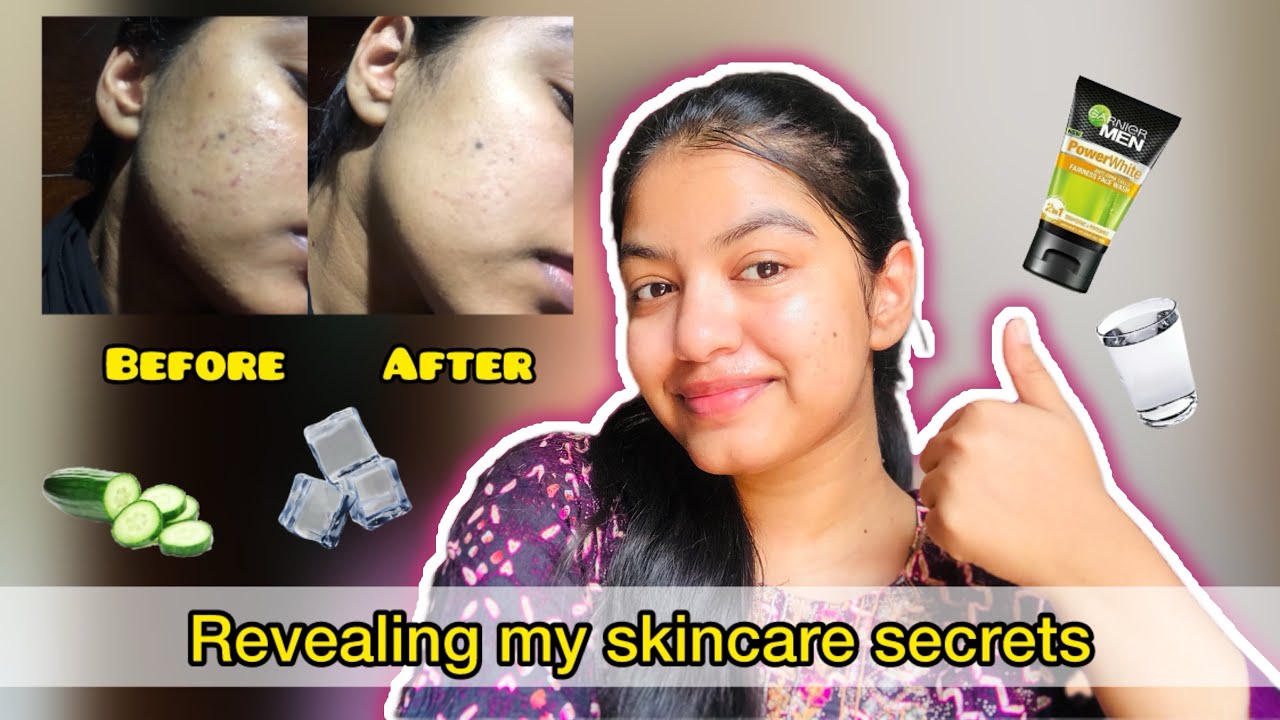 Before After
GARNIER
MEN
PowerWhite
FAIRNESS FACE WASH
2in1
Revealing my skincare secrets